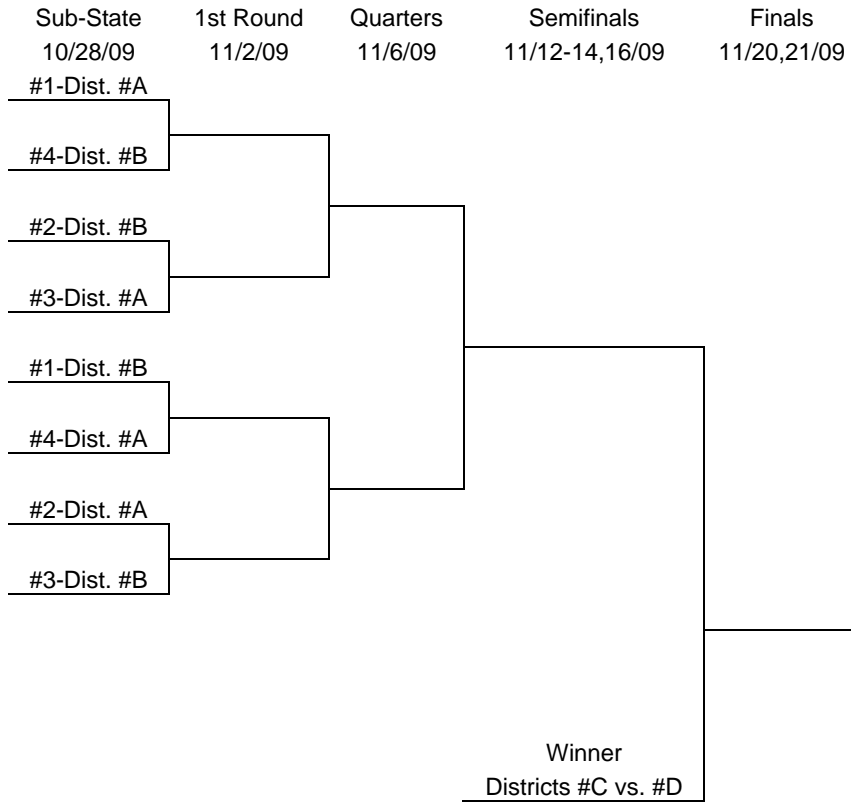 Sub-State 1st Round Quarters Semifinals Finals
10/28/09 11/2/09 11/6/09 11/12-14,16/09 11/20,21/09
#1-Dist. #A
#4-Dist. #B
#2-Dist. #B
#3-Dist. #A
#1-Dist. #B
#4-Dist. #A
#2-Dist. #A
#3-Dist. #B
Winner
Districts #C vs. #D